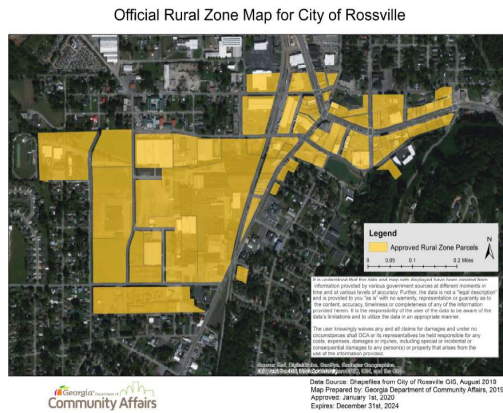 Official Rural Zone Map for City of Rossville
Legend
Approved Rural Zone Parcels
N
0 0.05 0.1 0.2 Miles
It is understood that the data and map sets displayed have been created from
information provided by various government sources at different moments in
time and at various levels of accuracy. Further, the data is not a "legal description"
and is provided to you "as is" with no warranty, representation or guaranty as to
the content, accuracy, timeliness or completeness of any of the information
provided herein. It is the responsibility of the user of the data to be aware of the
data's limitations and to utilize the data in an appropriate manner.
The user knowingly waives any and all claims for damages and under no
circumstances shall DCA or its representatives be held responsible for any
costs, expenses, damages or injuries, including special or incidental or
consequential damages to any person(s) or property that arises from the
use of the information provided.
Source: Esri, DigitalGlobe, GeoEye, Earthstar Geographics,
Georgia Department of
Community Affairs
Data Source: Shapefiles from City of Rossville GIS, August 2019
Map Prepared by: Georgia Department of Community Affairs, 2019
Approved: January 1st, 2020
Expires: December 31st, 2024